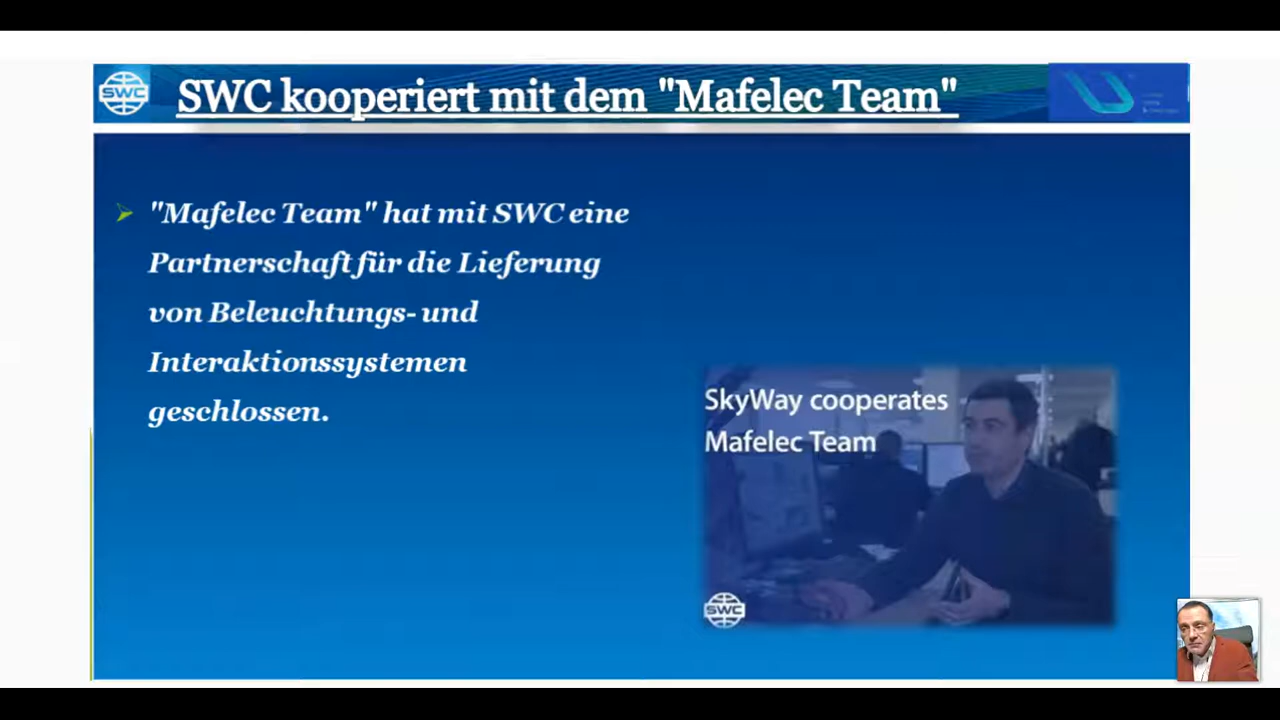 SWC
SWC kooperiert mit dem "Mafelec Team"
"Mafelec Team" hat mit SWC eine
Partnerschaft für die Lieferung
von Beleuchtungs- und
Interaktionssystemen
geschlossen.
SkyWay cooperates
Mafelec Team
SWC